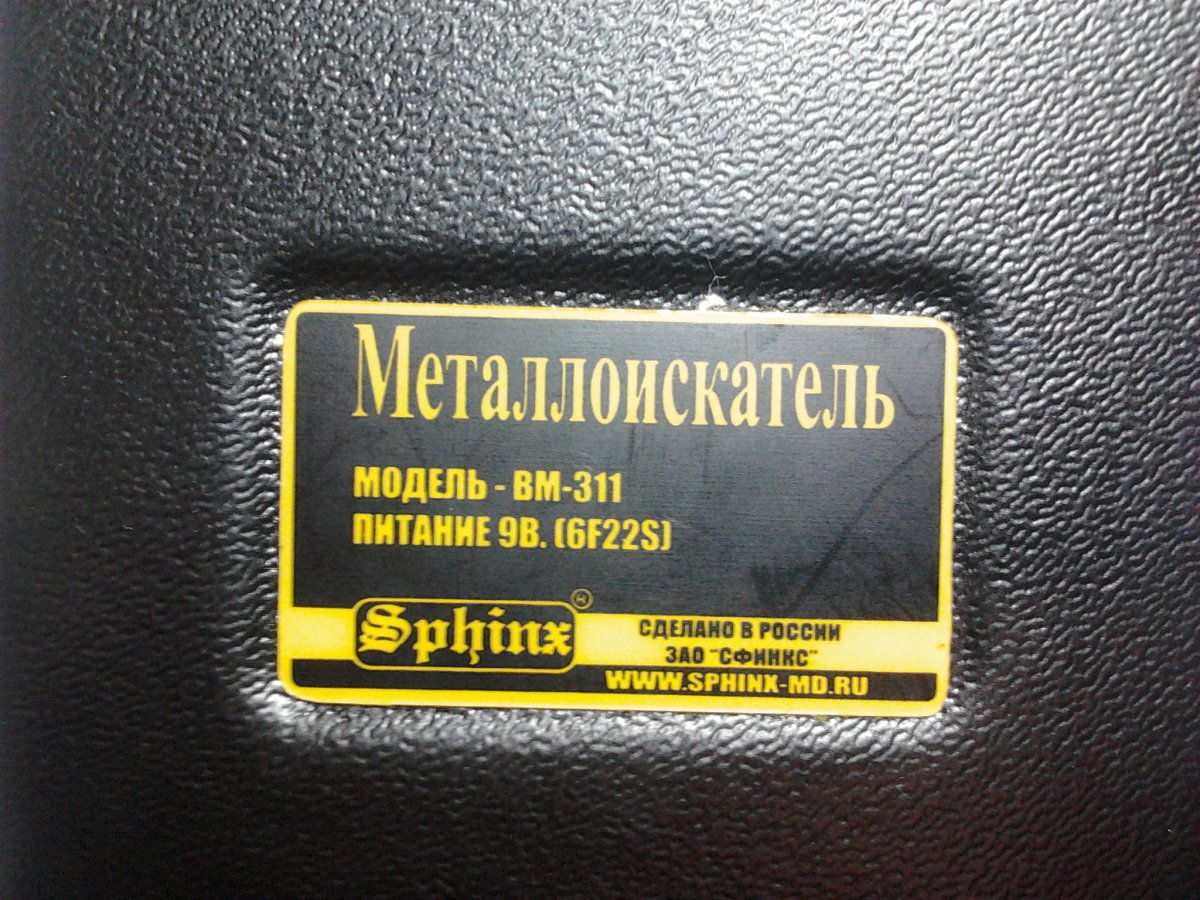 Металлоискатель
МОДЕЛЬ - ВМ-311
ПИТАНИЕ 9В. (6F22S)
Sphinx ®
СДЕЛАНО В РОССИИ
ЗАО "СФИНКС"
WWW.SPHINX-MD.RU